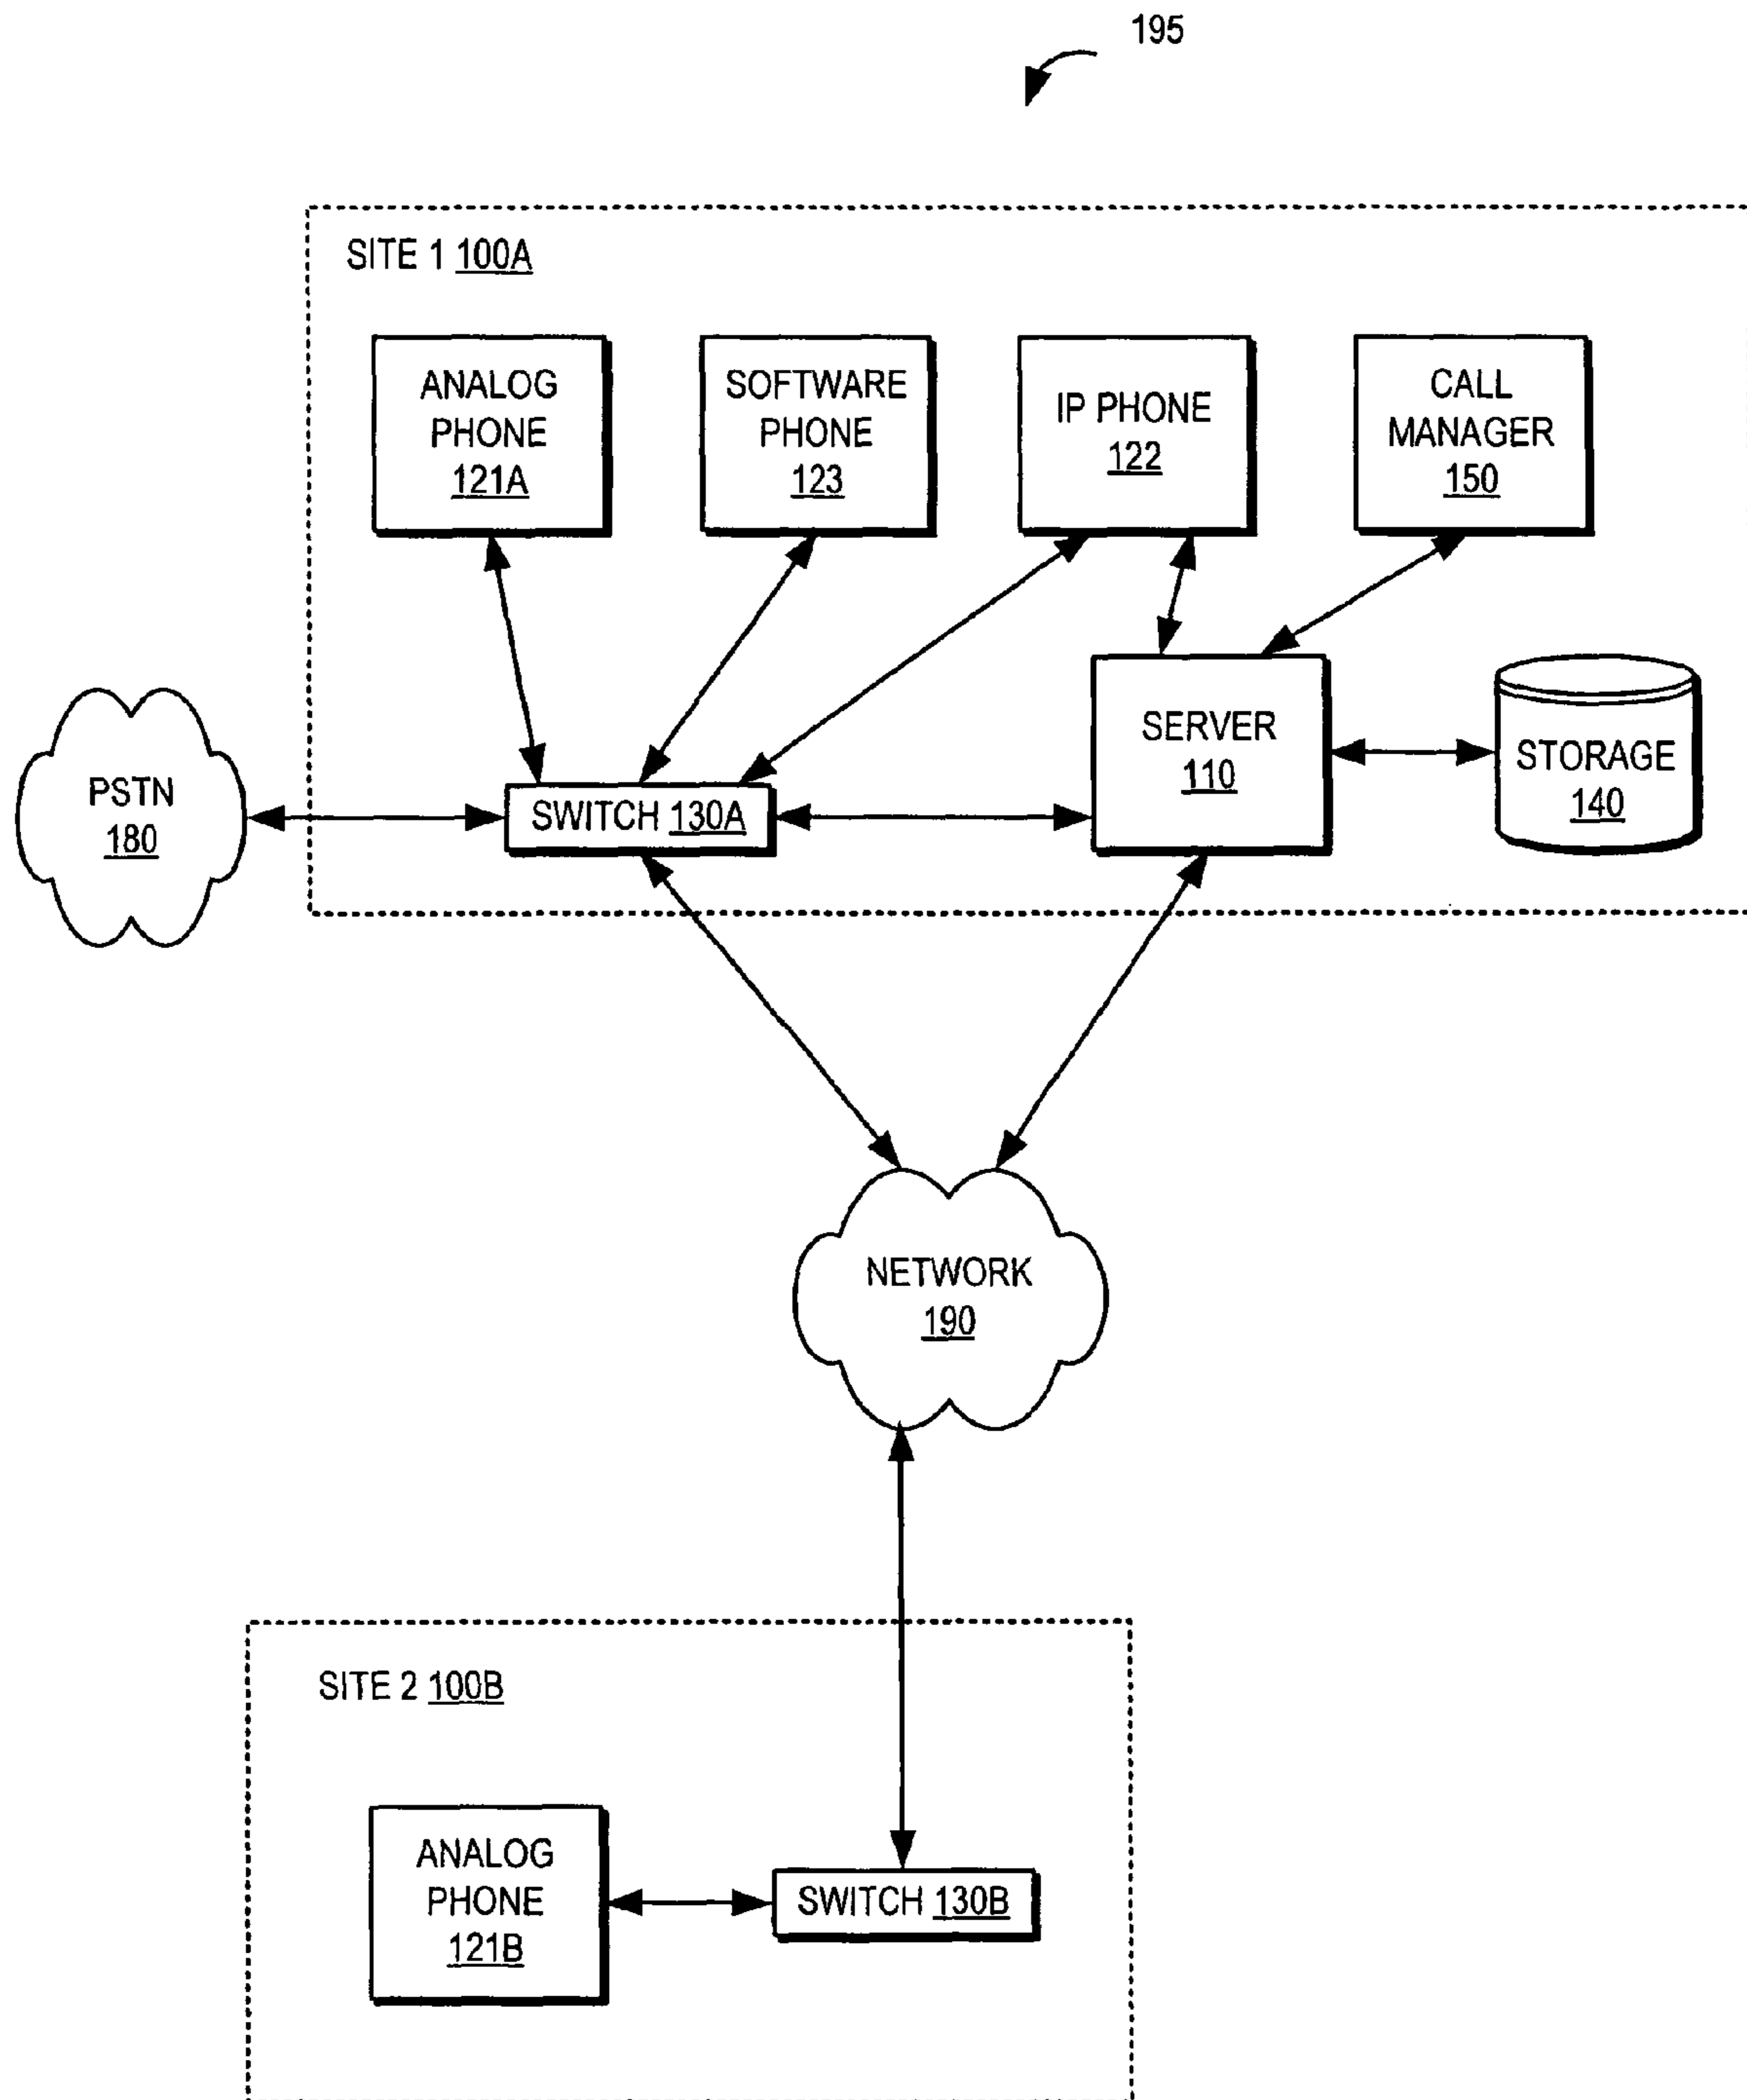 195
SITE 1 100A
ANALOG
PHONE
121A
SOFTWARE
PHONE
123
IP PHONE
122
CALL
MANAGER
150
PSTN
180
SWITCH 130A
SERVER
110
STORAGE
140
NETWORK
190
SITE 2 100B
ANALOG
PHONE
121B
SWITCH 130B